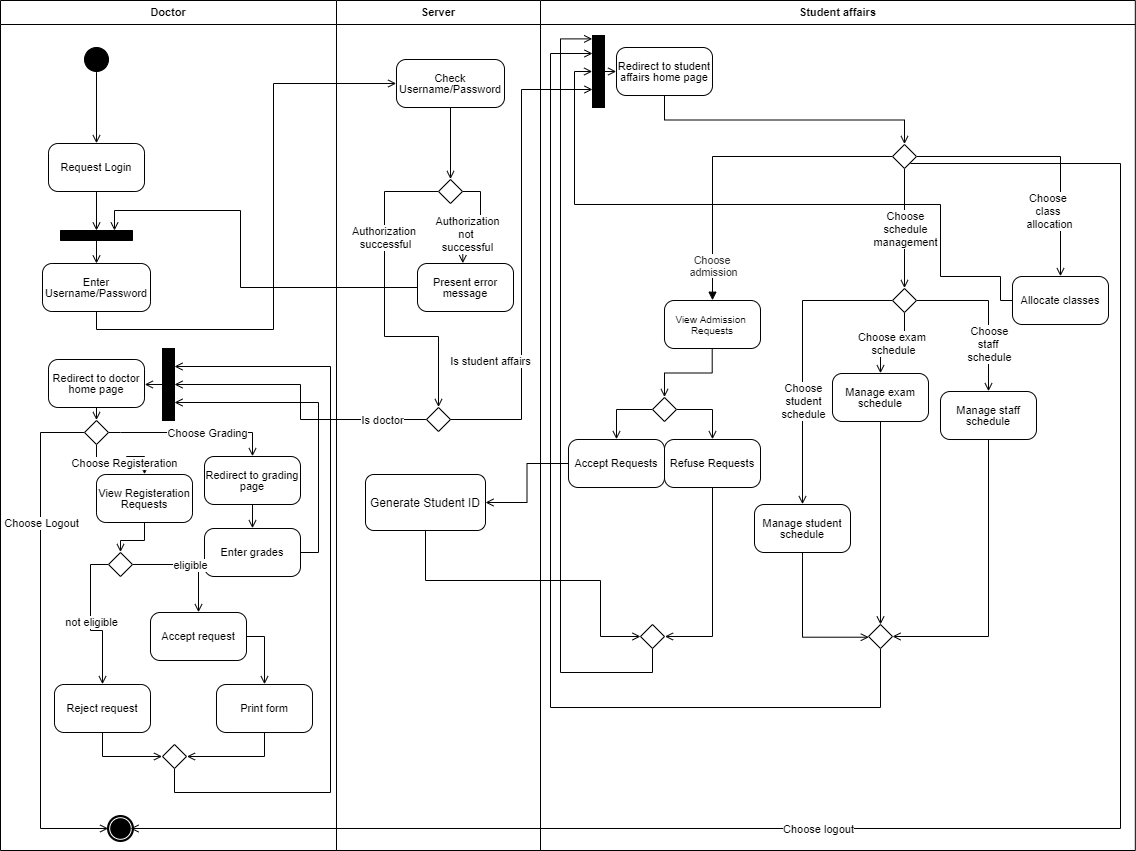 Doctor
Server
Student affairs
Check
Username/Password
Redirect to student
affairs home page
Request Login
Authorization
successful
Authorization
not
successful
Choose
schedule
management
Choose
class
allocation
Choose
admission
Enter
Username/Password
Present error
message
Allocate classes
View Admission
Requests
Choose exam
schedule
Choose
staff
schedule
Is student affairs
Redirect to doctor
home page
Choose
student
schedule
Manage exam
schedule
Manage staff
schedule
Is doctor
Choose Grading
Choose Registeration
Redirect to grading
page
Accept Requests
Refuse Requests
View Registeration
Requests
Generate Student ID
Choose Logout
Manage student
schedule
Enter grades
eligible
not eligible
Accept request
Reject request
Print form
Choose logout